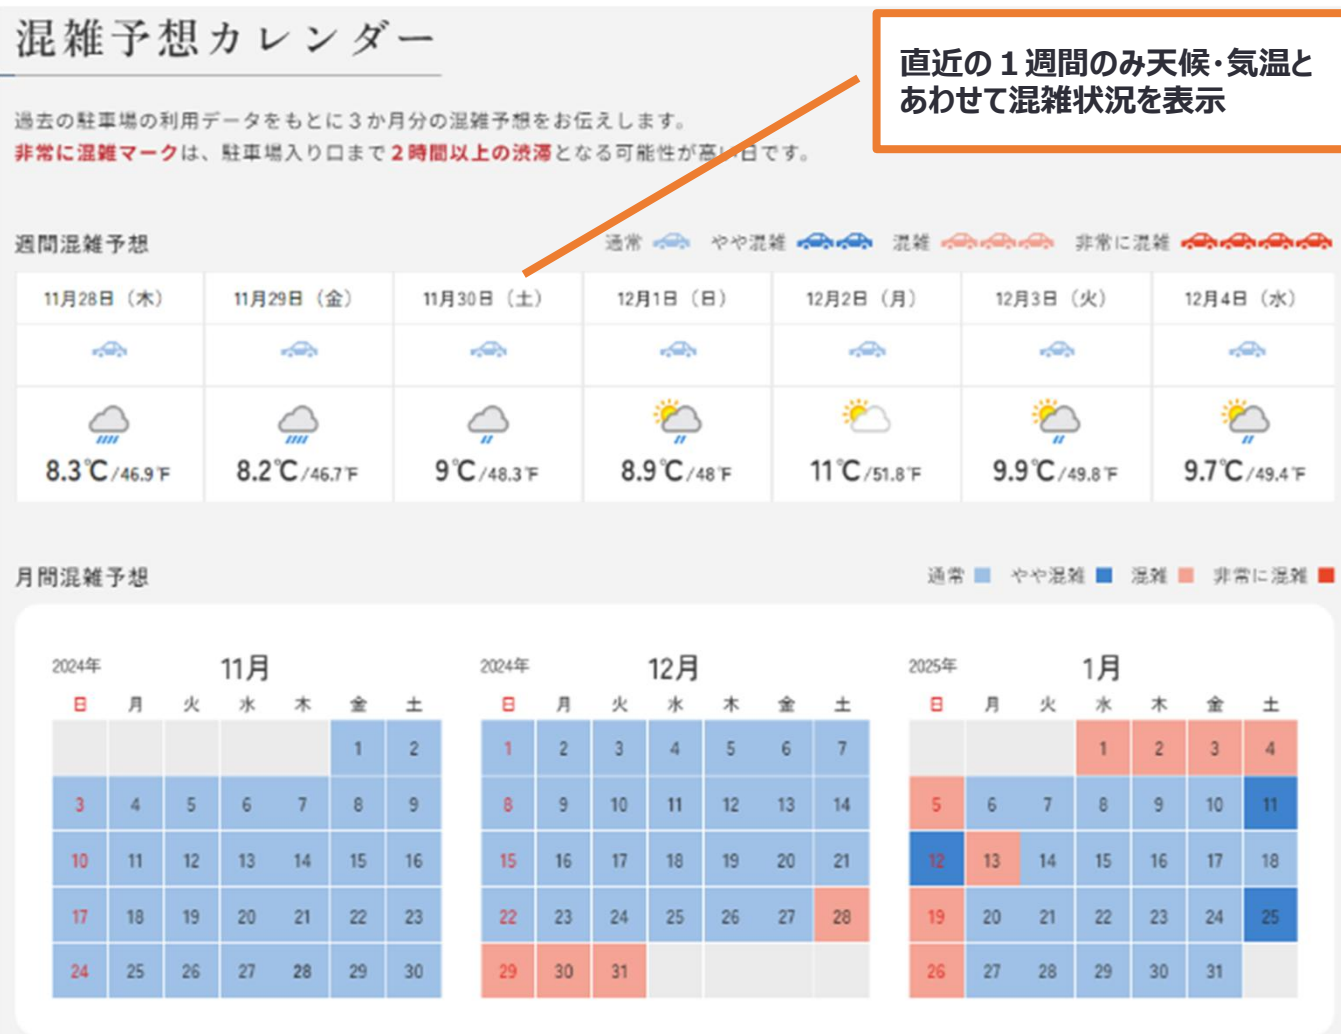 混雑予想カレンダー
直近の１週間のみ天候・気温と
あわせて混雑状況を表示
過去の駐車場の利用データをもとに３か月分の混雑予想をお伝えします。
非常に混雑マークは、駐車場入り口まで２時間以上の渋滞となる可能性が高い日です。
週間混雑予想
通常 やや混雑 混雑 非常に混雑
11月28日（木） 11月29日（金） 11月30日（土） 12月1日（日） 12月2日（月） 12月3日（火） 12月4日（水）
8.3℃/46.9℉ 8.2℃/46.7℉ 9℃/48.3℉ 8.9℃/48℉ 11℃/51.8℉ 9.9℃/49.8℉ 9.7℃/49.4℉
月間混雑予想
通常 やや混雑 混雑 非常に混雑
2024年 11月
日 月 火 水 木 金 土
1 2
3 4 5 6 7 8 9
10 11 12 13 14 15 16
17 18 19 20 21 22 23
24 25 26 27 28 29 30
2024年 12月
日 月 火 水 木 金 土
1 2 3 4 5 6 7
8 9 10 11 12 13 14
15 16 17 18 19 20 21
22 23 24 25 26 27 28
29 30 31
2025年 1月
日 月 火 水 木 金 土
1 2 3 4
5 6 7 8 9 10 11
12 13 14 15 16 17 18
19 20 21 22 23 24 25
26 27 28 29 30 31